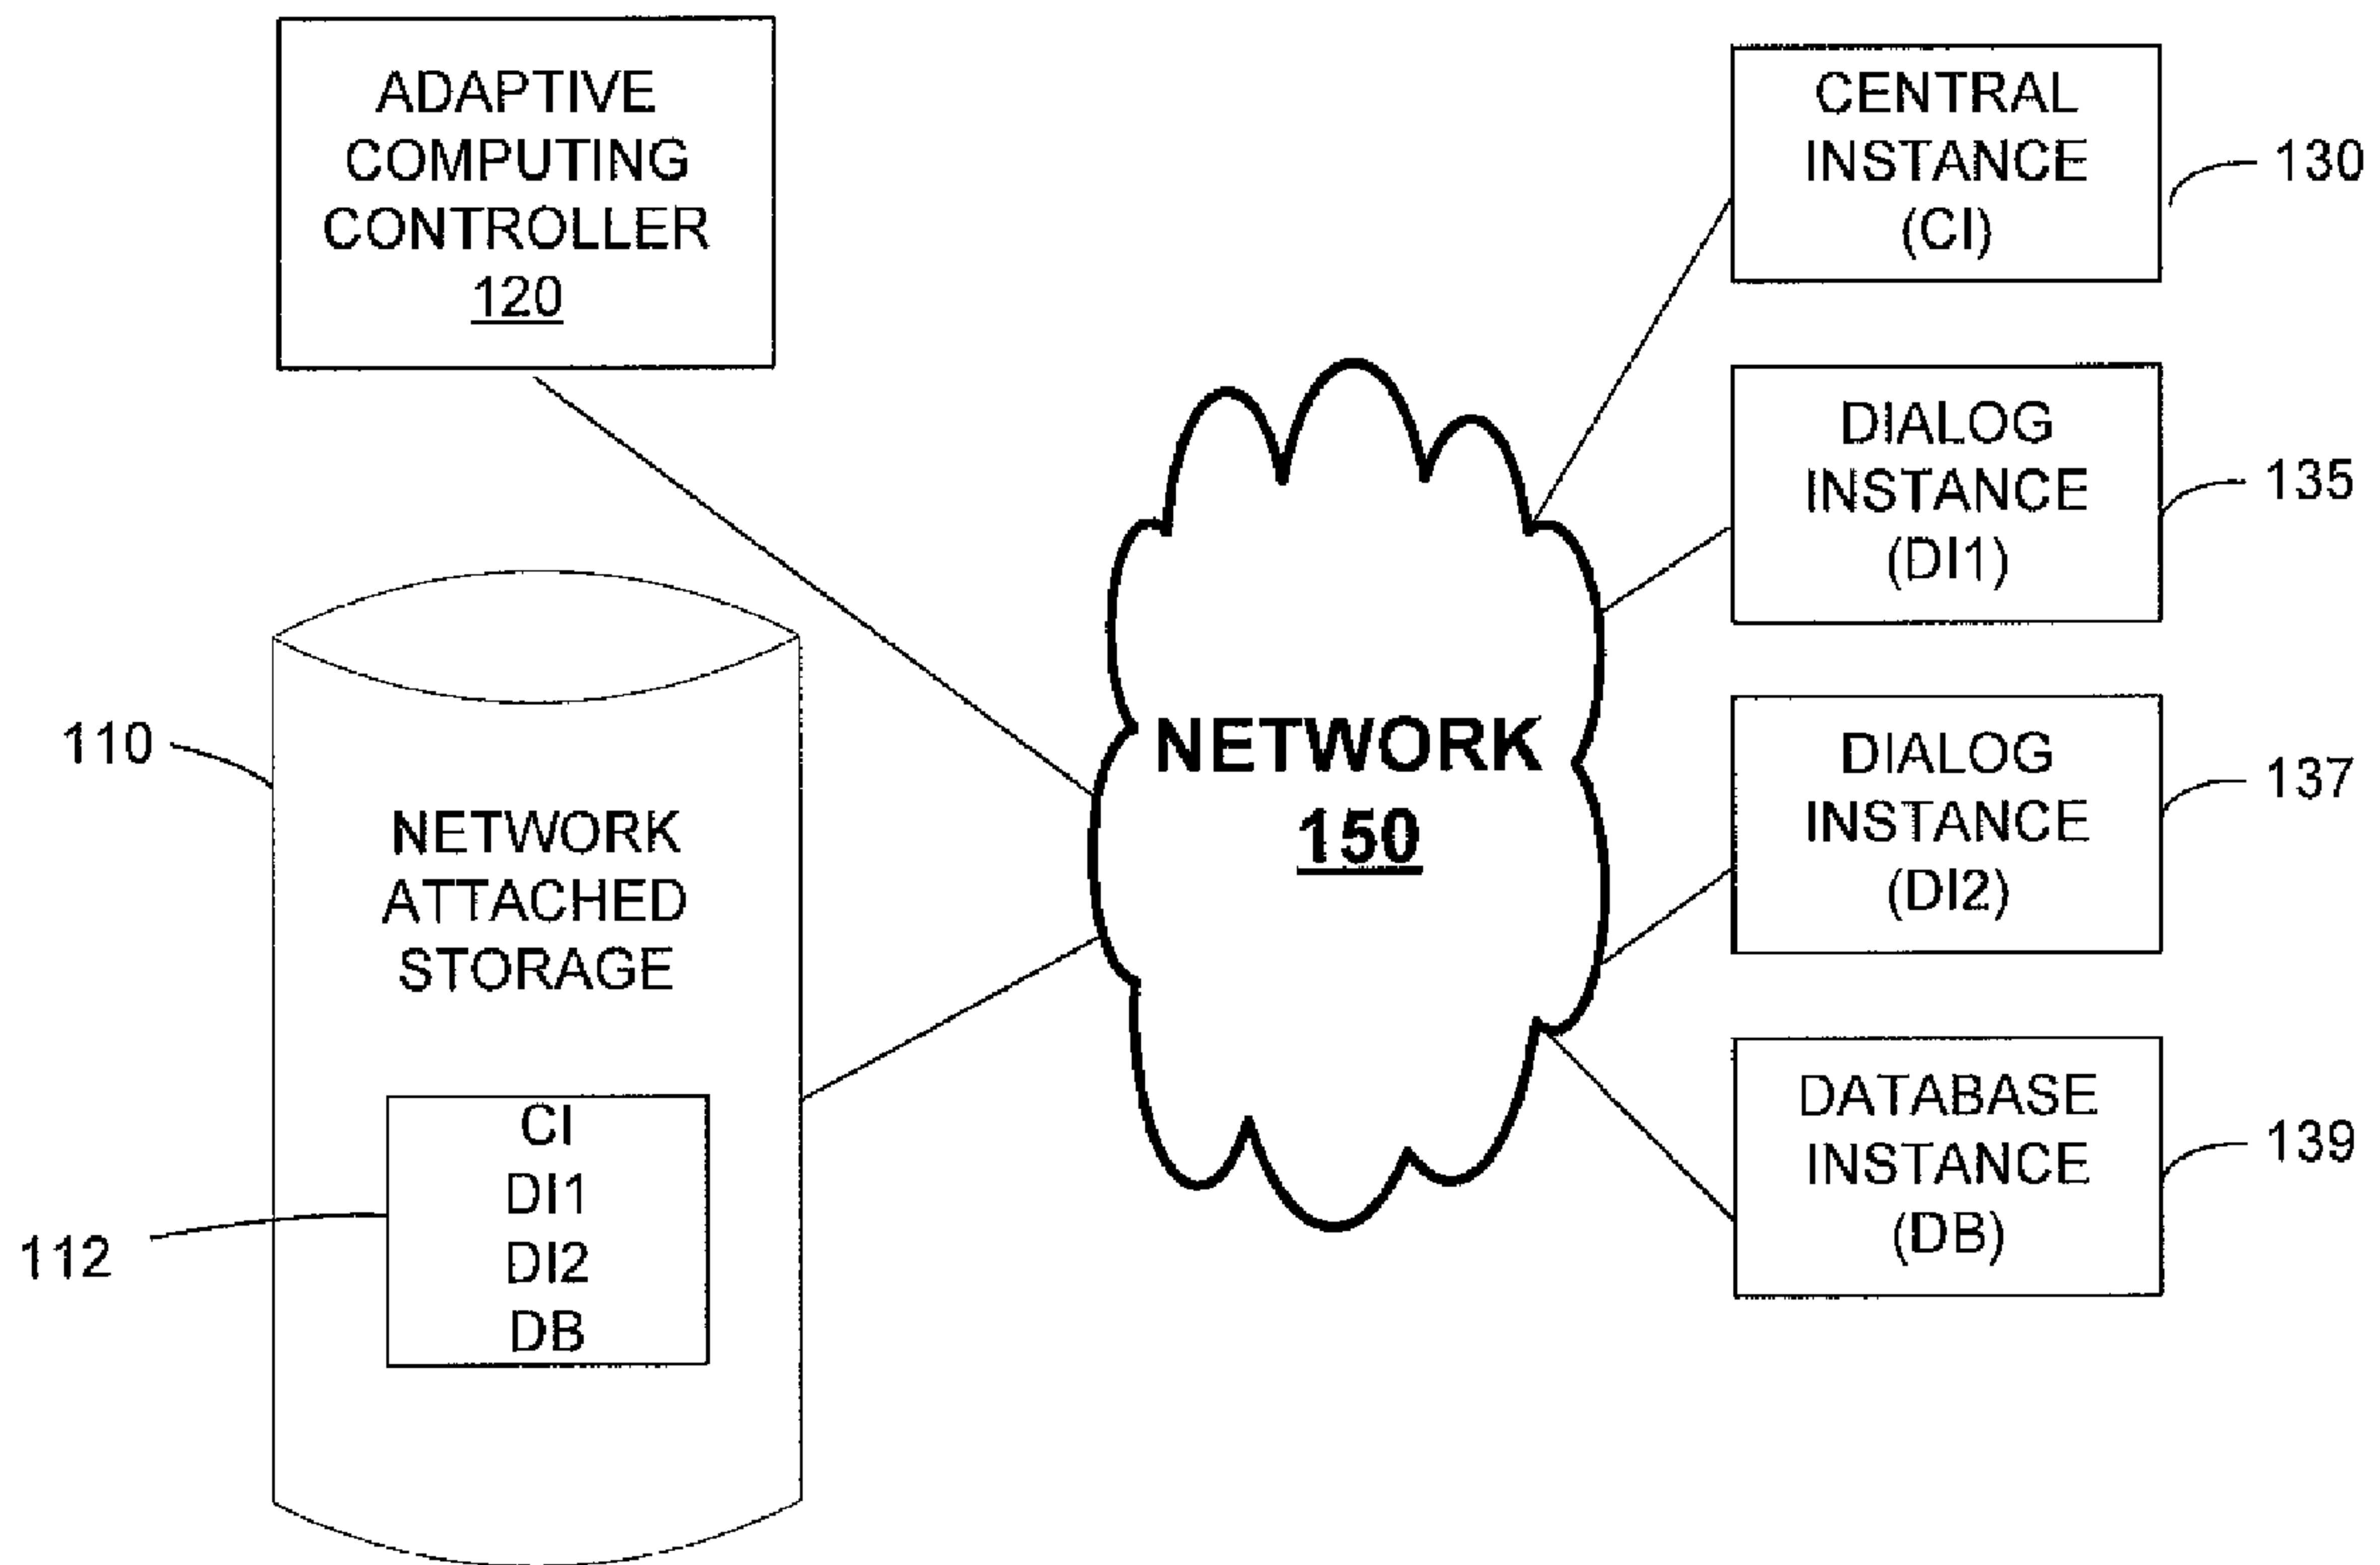 ADAPTIVE
COMPUTING
CONTROLLER
120
110
NETWORK
ATTACHED
STORAGE
112
CI
DI1
DI2
DB
NETWORK
150
CENTRAL
INSTANCE
(CI)
130
DIALOG
INSTANCE
(DI1)
135
DIALOG
INSTANCE
(DI2)
137
DATABASE
INSTANCE
(DB)
139